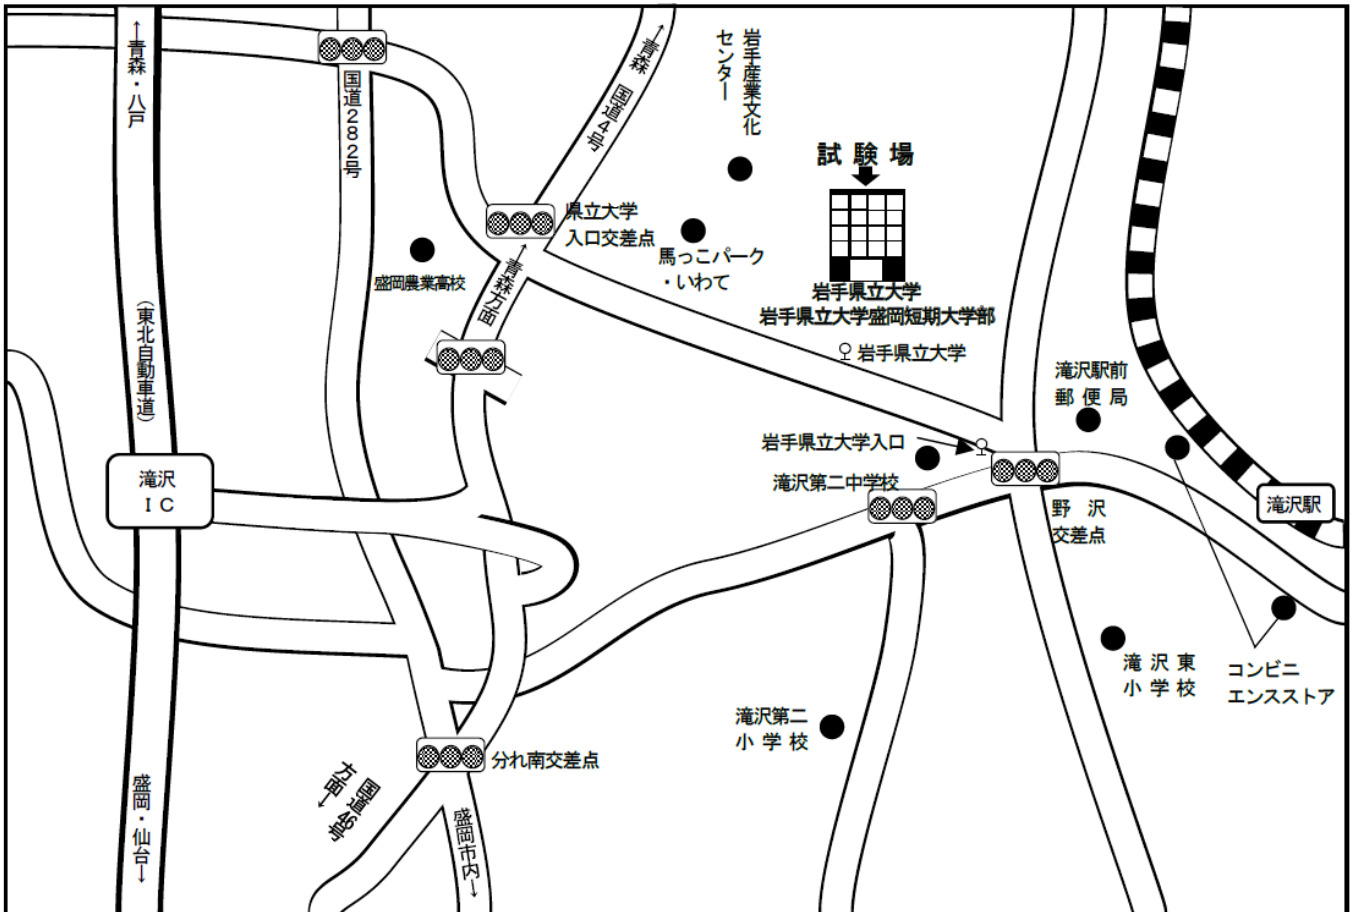 ←青森・八戸
国道282号
←青森 国道4号
岩手産業文化
センター
試験場
県立大学
入口交差点
馬っこパーク
・いわて
盛岡農業高校
←青森方面
岩手県立大学
岩手県立大学盛岡短期大学部
岩手県立大学
(東北自動車道)
滝沢駅前
郵便局
岩手県立大学入口
滝沢第二中学校
滝沢
IC
野沢
交差点
滝沢駅
滝沢東
小学校
コンビニ
エンスストア
滝沢第二
小学校
分れ南交差点
国道46号
方面→
盛岡・仙台→
盛岡市内→